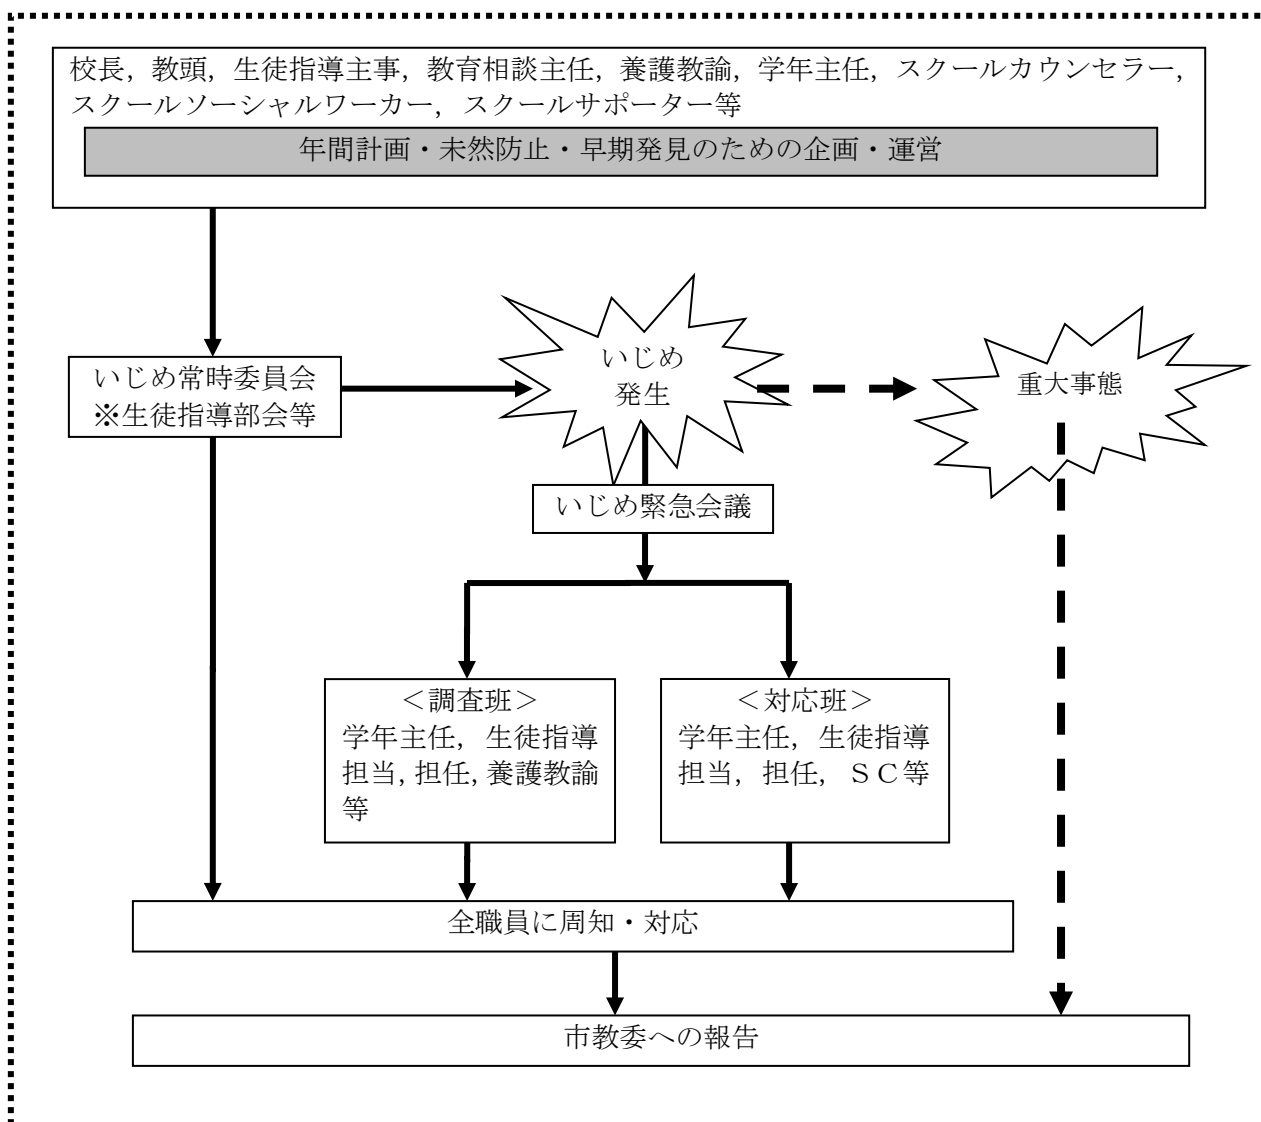 校長，教頭，生徒指導主事，教育相談主任，養護教諭，学年主任，スクールカウンセラー，
スクールソーシャルワーカー，スクールサポーター等
年間計画・未然防止・早期発見のための企画・運営
いじめ常時委員会
※生徒指導部会等
いじめ
発生
重大事態
いじめ緊急会議
＜調査班＞
学年主任，生徒指導
担当，担任，養護教諭
等
＜対応班＞
学年主任，生徒指導
担当，担任，ＳＣ等
全職員に周知・対応
市教委への報告